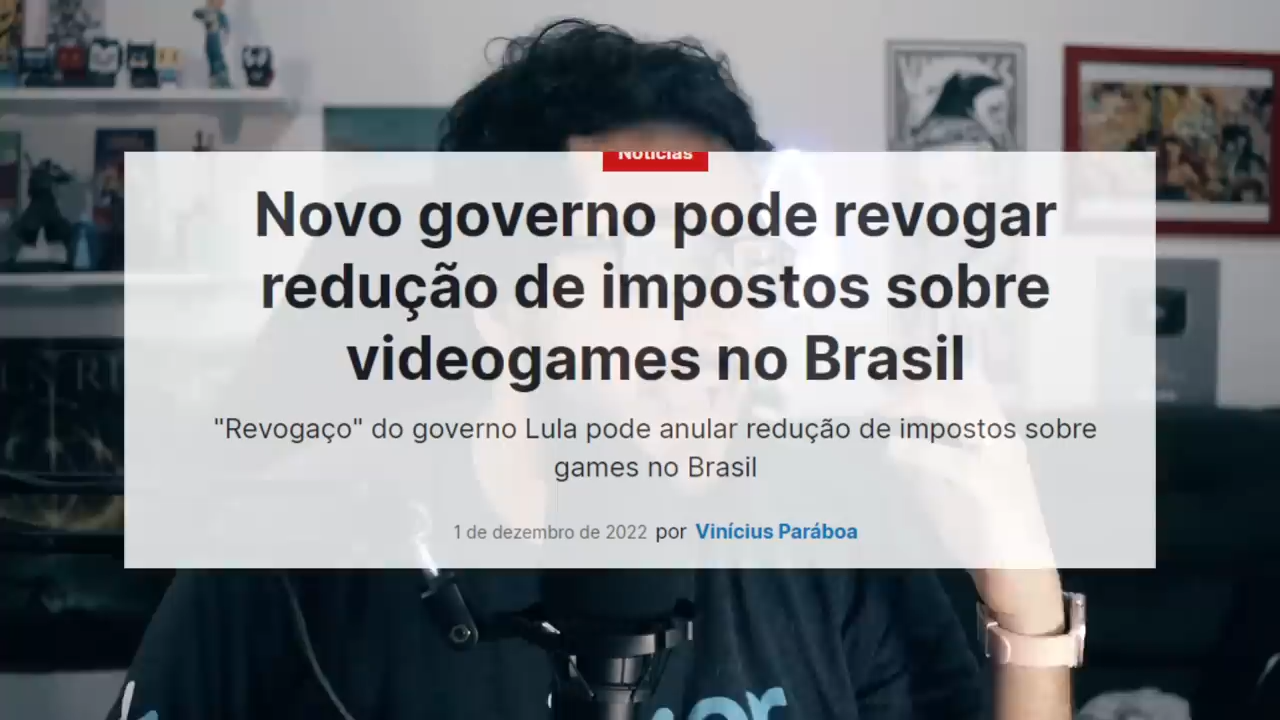 Notícias
Novo governo pode revogar
redução de impostos sobre
videogames no Brasil
"Revogaço" do governo Lula pode anular redução de impostos sobre
games no Brasil
1 de dezembro de 2022 por Vinícius Paráboa